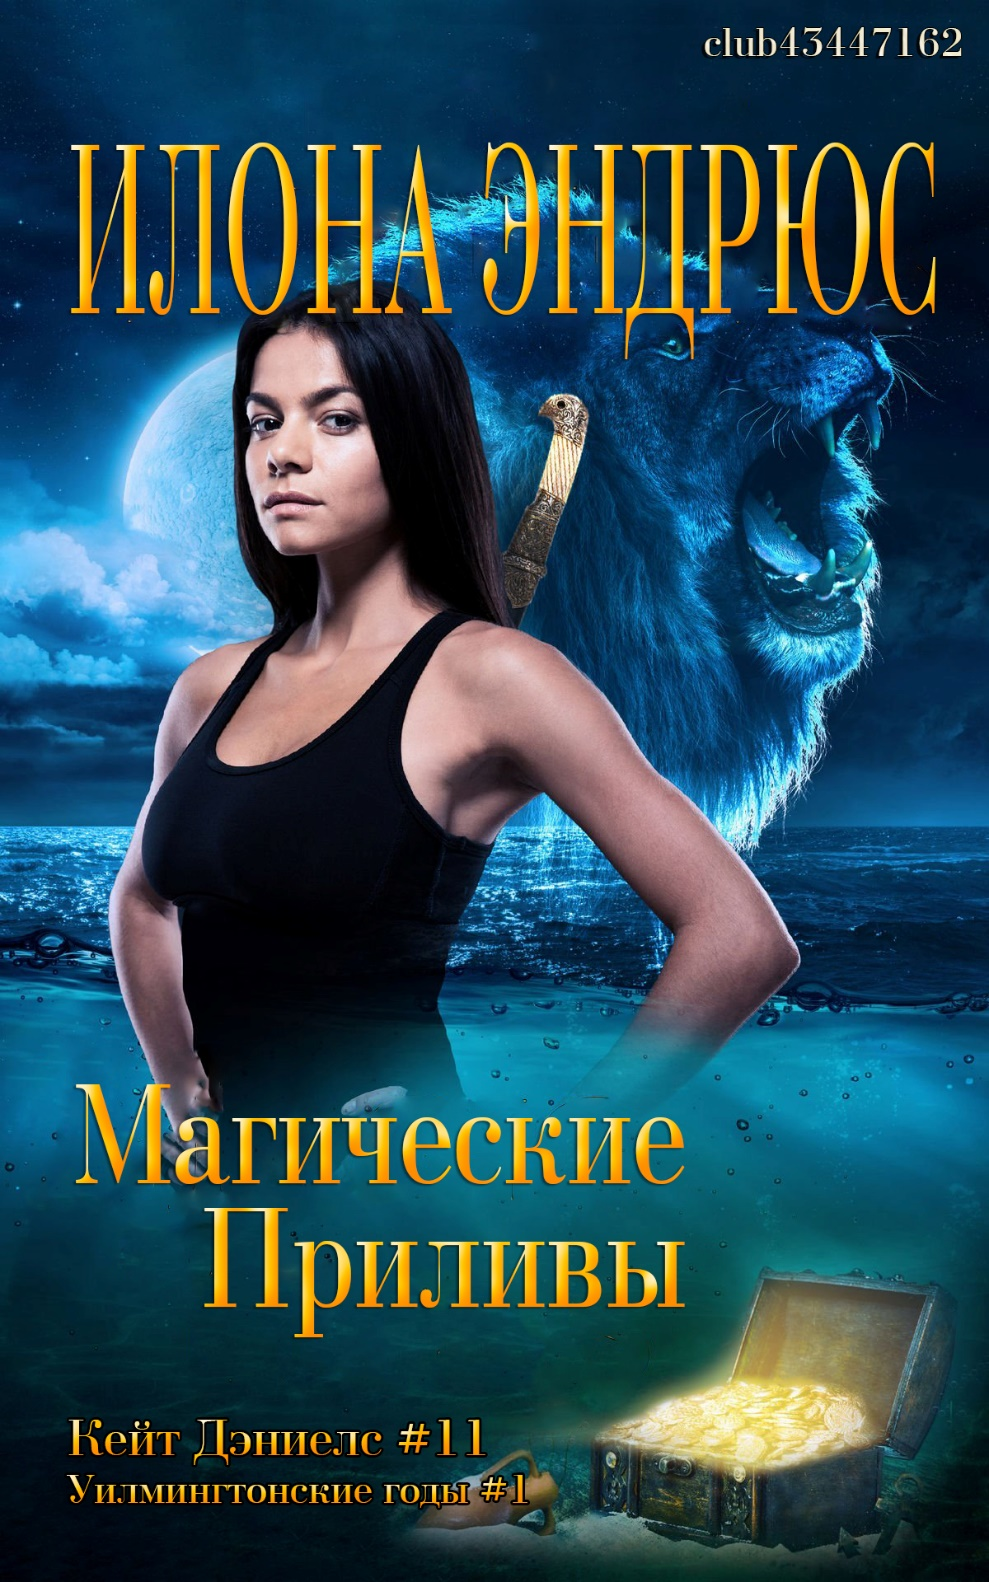 club43447162
ИЛОНА ЭНДРЮС
Магические
Приливы
Кейт Дэниелс #11
Уилмингтонские годы #1